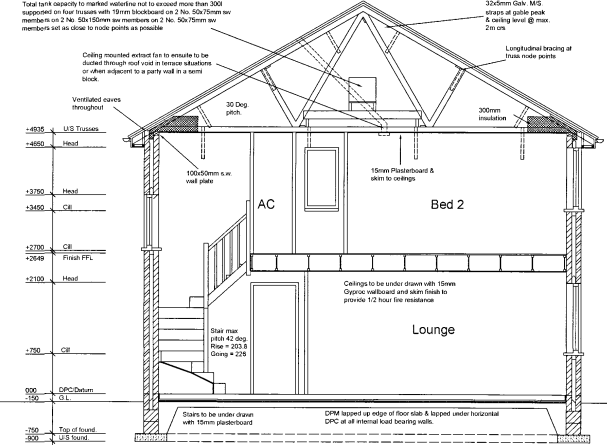 Total tank capacity to marked waterline not to exceed more than 300l
supported on four trusses with 19mm blockboard on 2 No. 50x75mm sw
members on 2 No. 50x150mm sw members on 2 No. 50x75mm sw
members set as close to node points as possible
32x5mm Galv. M/S.
straps at gable peak
& ceiling level @ max.
2m crs
Ceiling mounted extract fan to ensuite to be
ducted through roof void in terrace situations
or when adjacent to a party wall in a semi
block.
Longitudinal bracing at
truss node points
Ventilated eaves
throughout
30 Deg.
pitch.
300mm
insulation
+4935 U/S Trusses
+4650 Head
100x50mm s.w.
wall plate
15mm Plasterboard &
skim to ceilings
+3750 Head
+3450 Cill
AC
Bed 2
+2700 Cill
+2649 Finish FFL
+2100 Head
Ceilings to be under drawn with 15mm
Gyproc wallboard and skim finish to
provide 1/2 hour fire resistance
Stair max
pitch 42 deg.
Rise = 203.8
Going = 226
Lounge
+750 Cill
000 DPC/Datum
-150 G.L.
Stairs to be under drawn
with 15mm plasterboard
DPM lapped up edge of floor slab & lapped under horizontal
DPC at all internal load bearing walls.
-750 Top of found.
-900 U/S found.